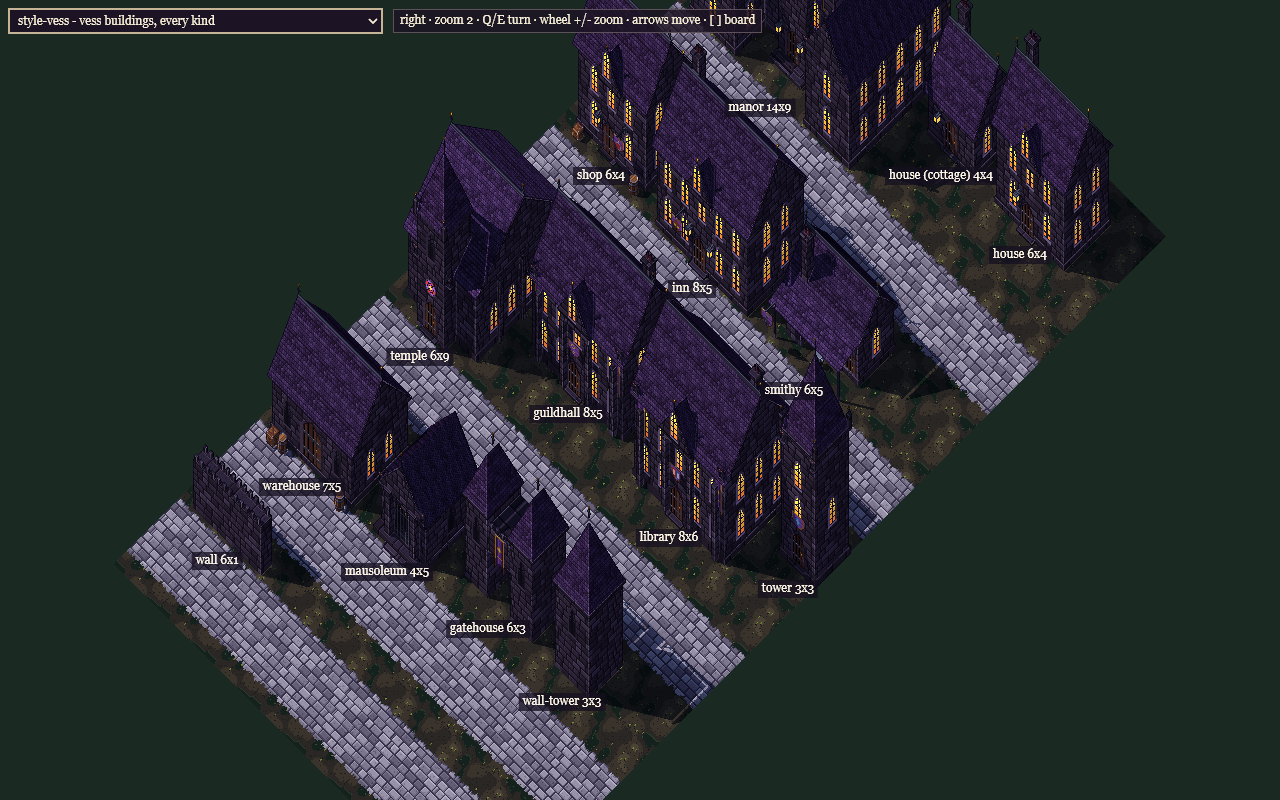 style-vess - vess buildings, every kind
right · zoom 2 · Q/E turn · wheel +/- zoom · arrows move · [ ] board
manor 14x9
shop 6x4
house (cottage) 4x4
house 6x4
inn 8x5
temple 6x9
smithy 6x5
guildhall 8x5
warehouse 7x5
library 8x6
wall 6x1
mausoleum 4x5
tower 3x3
gatehouse 6x3
wall-tower 3x3